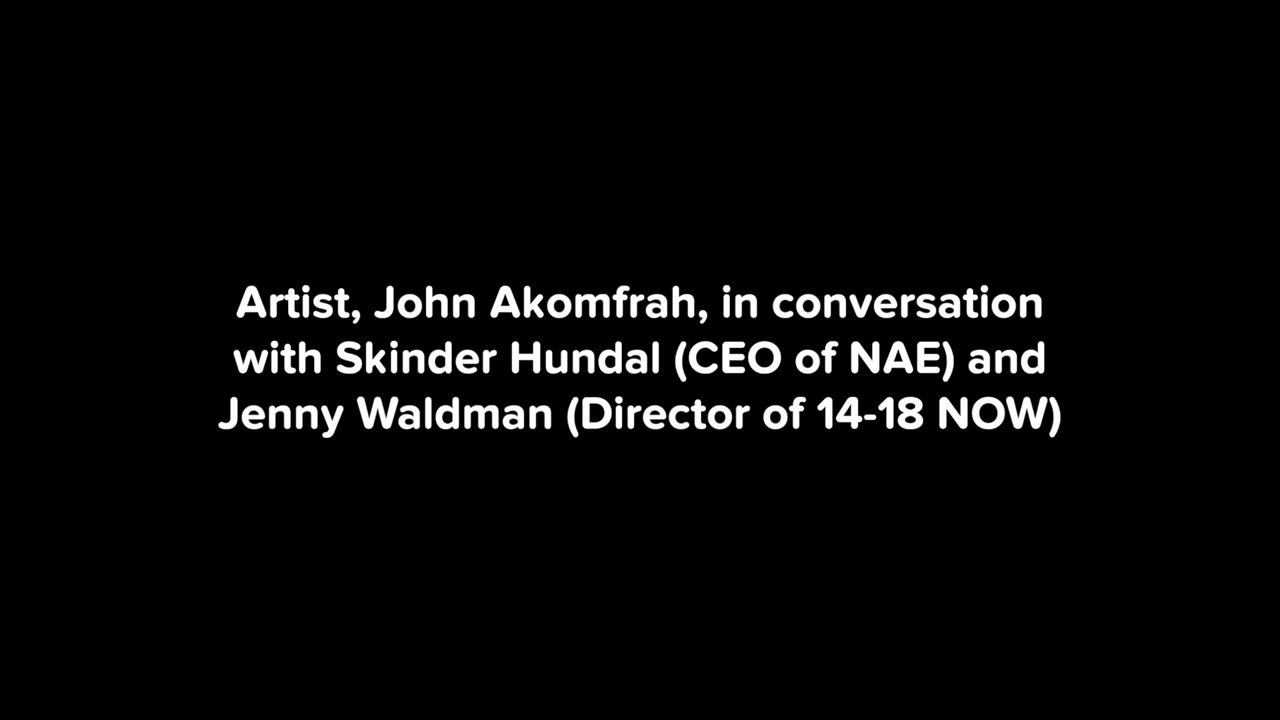 Artist, John Akomfrah, in conversation
with Skinder Hundal (CEO of NAE) and
Jenny Waldman (Director of 14-18 NOW)